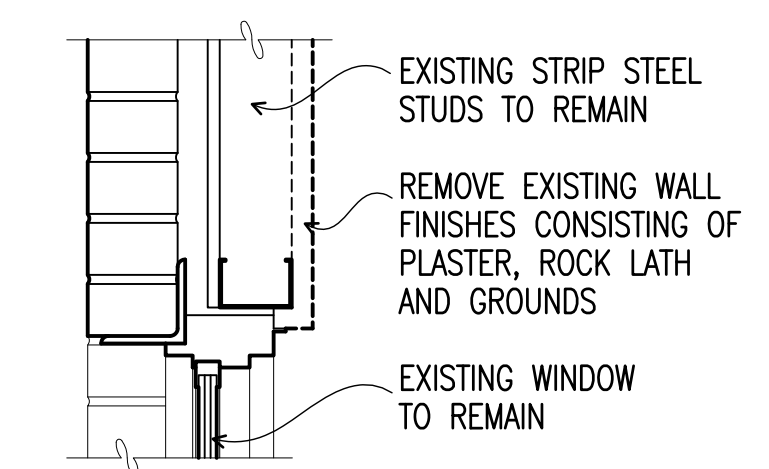 EXISTING STRIP STEEL
STUDS TO REMAIN
REMOVE EXISTING WALL
FINISHES CONSISTING OF
PLASTER, ROCK LATH
AND GROUNDS
EXISTING WINDOW
TO REMAIN